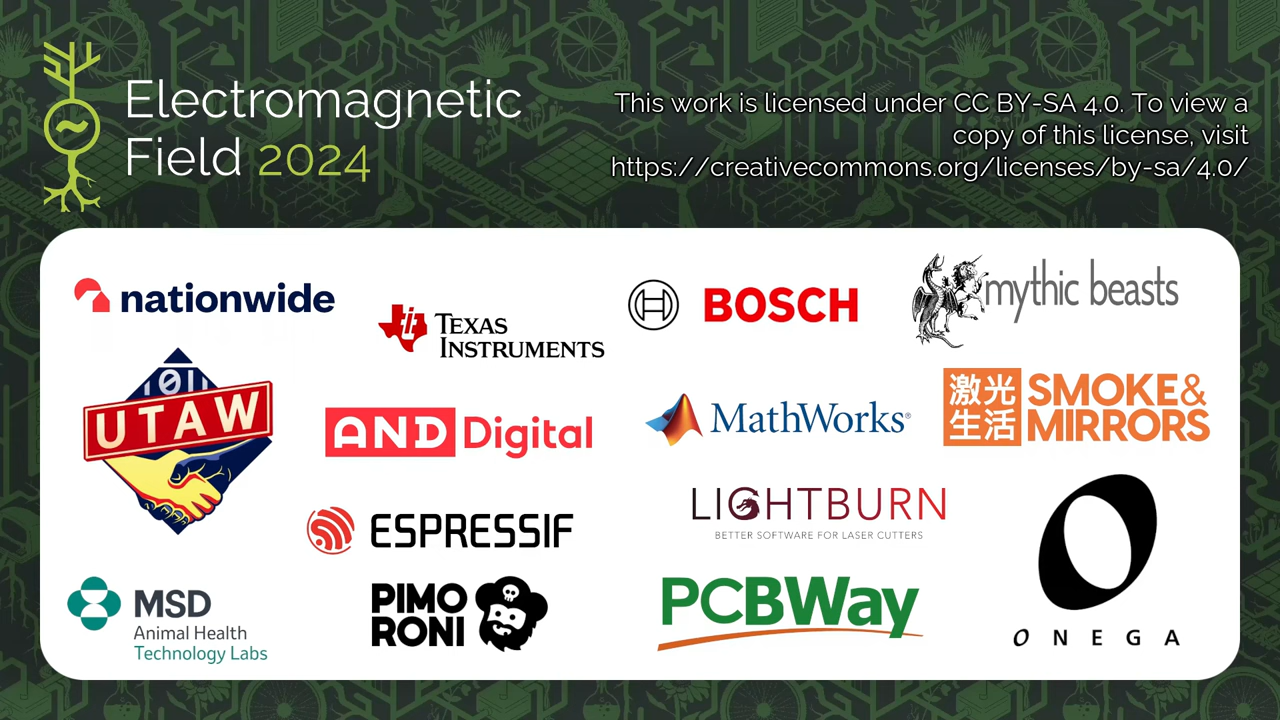 Electromagnetic
Field 2024
This work is licensed under CC BY-SA 4.0. To view a
copy of this license, visit
https://creativecommons.org/licenses/by-sa/4.0/
nationwide
TEXAS
INSTRUMENTS
BOSCH
mythic beasts
101
UTAW
AND Digital
MathWorks®
激光
生活
SMOKE&
MIRRORS
ESPRESSIF
LIGHTBURN
BETTER SOFTWARE FOR LASER CUTTERS
MSD
Animal Health
Technology Labs
PIMO
RONI
PCBWay
ONEGA